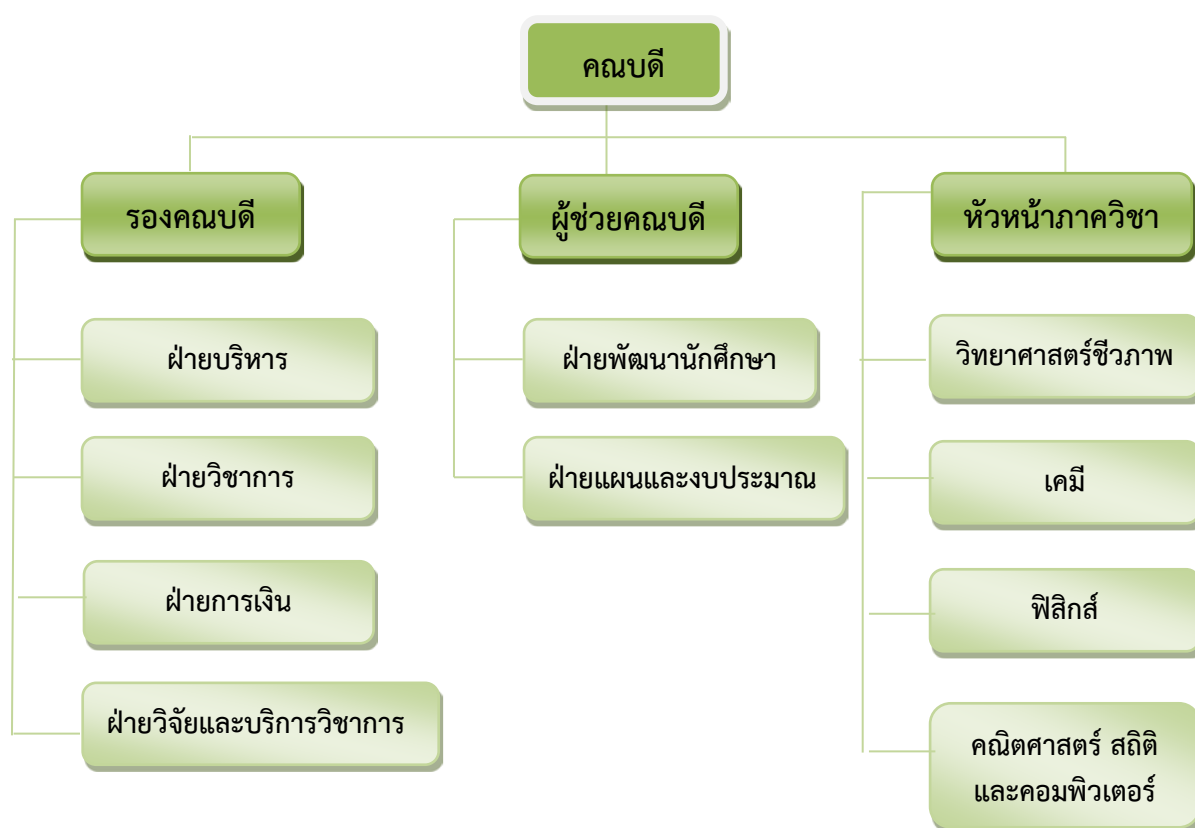 คณบดี
รองคณบดี
ฝ่ายบริหาร
ฝ่ายวิชาการ
ฝ่ายการเงิน
ฝ่ายวิจัยและบริการวิชาการ
ผู้ช่วยคณบดี
ฝ่ายพัฒนานักศึกษา
ฝ่ายแผนและงบประมาณ
หัวหน้าภาควิชา
วิทยาศาสตร์ชีวภาพ
เคมี
ฟิสิกส์
คณิตศาสตร์ สถิติ
และคอมพิวเตอร์